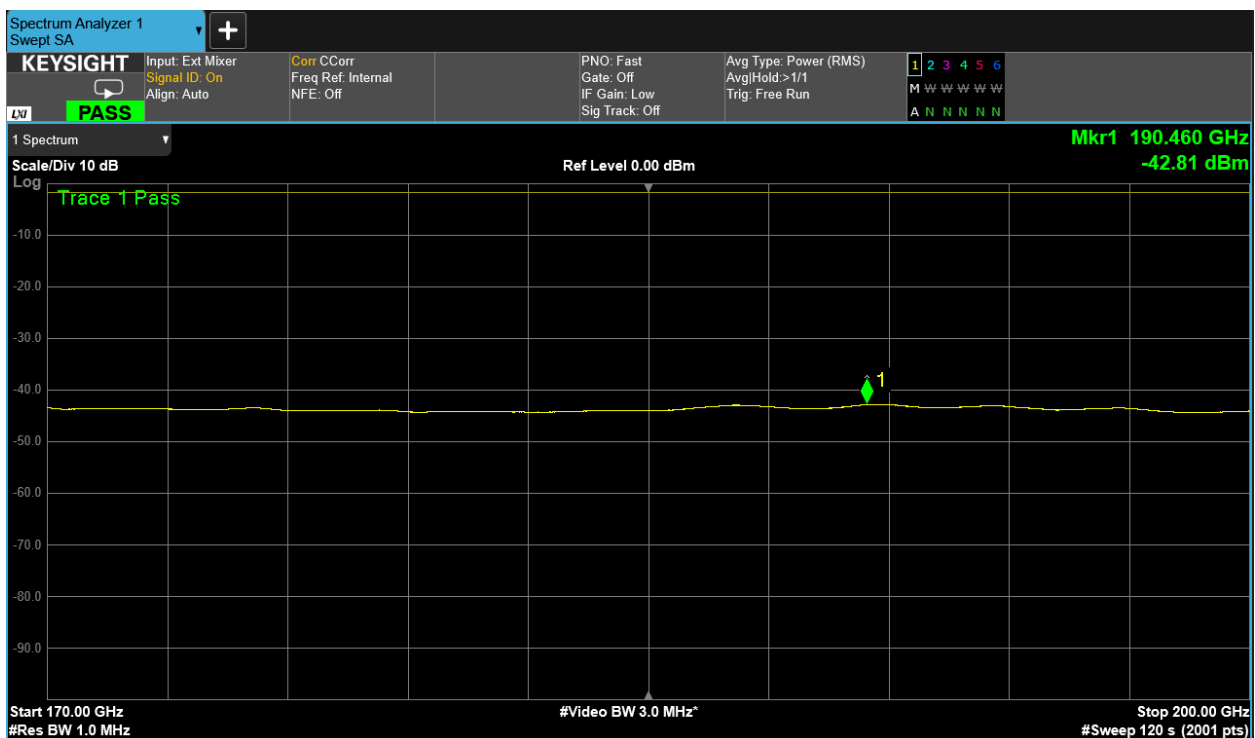 Spectrum Analyzer 1
Swept SA
+
KEYSIGHT
LXI
PASS
Input: Ext Mixer
Signal ID: On
Align: Auto
Corr CCorr
Freq Ref: Internal
NFE: Off
PNO: Fast
Gate: Off
IF Gain: Low
Sig Track: Off
Avg Type: Power (RMS)
Avg|Hold:>1/1
Trig: Free Run
1 2 3 4 5 6
M W W W W W
A N N N N N
1 Spectrum
Mkr1 190.460 GHz
-42.81 dBm
Scale/Div 10 dB
Ref Level 0.00 dBm
Log
Trace 1 Pass
-10.0
-20.0
-30.0
1
-40.0
-50.0
-60.0
-70.0
-80.0
-90.0
Start 170.00 GHz
#Video BW 3.0 MHz*
Stop 200.00 GHz
#Res BW 1.0 MHz
#Sweep 120 s (2001 pts)